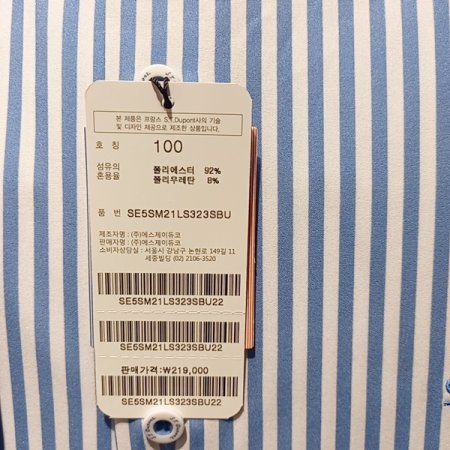 본 제품은 프랑스 S.T.Dupont사의 기술
및 디자인 제공으로 제조한 상품입니다.
호 칭 100
섬유의 폴리에스터 92%
혼용율 폴리우레탄 8%
품 번 SE5SM21LS323SBU
제조자명 : (주)에스제이듀코
판매자명 : (주)에스제이듀코
소비자상담실 : 서울시 강남구 논현로 149길 11
세중빌딩 (02) 2106-3520
SE5SM21LS323SBU22
SE5SM21LS323SBU22
판매가격:₩219,000
SE5SM21LS323SBU22